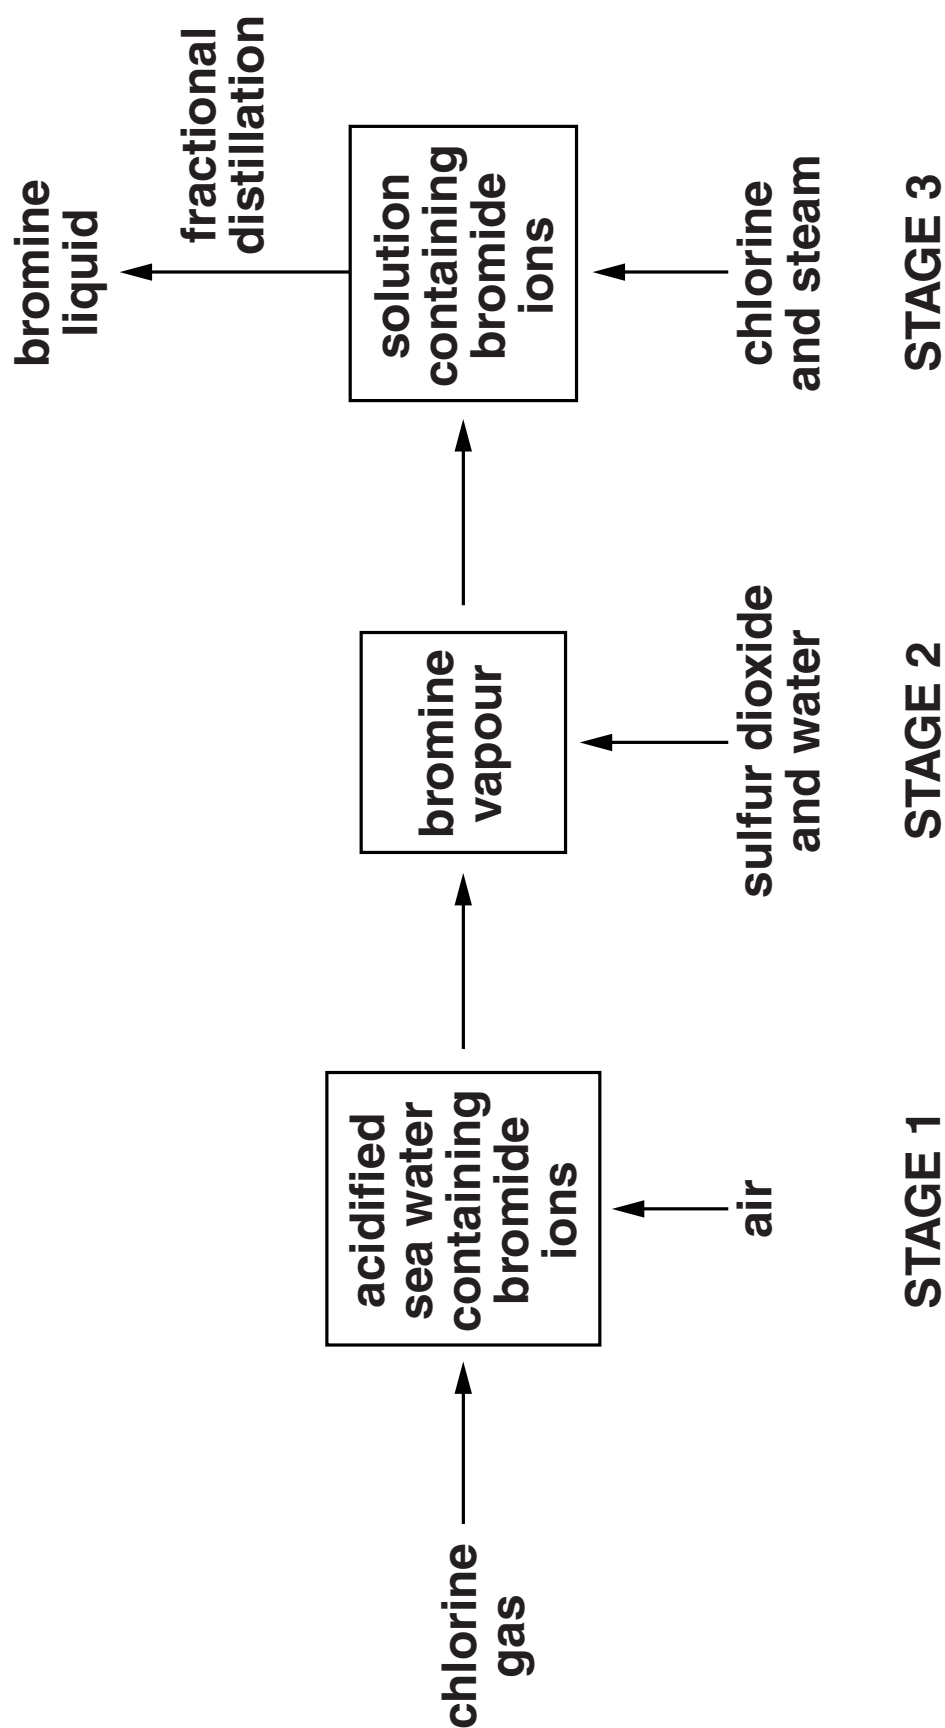 chlorine
gas
acidified
sea water
containing
bromide
ions
air
STAGE 1
bromine
vapour
sulfur dioxide
and water
STAGE 2
bromine
liquid
fractional
distillation
solution
containing
bromide
ions
chlorine
and steam
STAGE 3